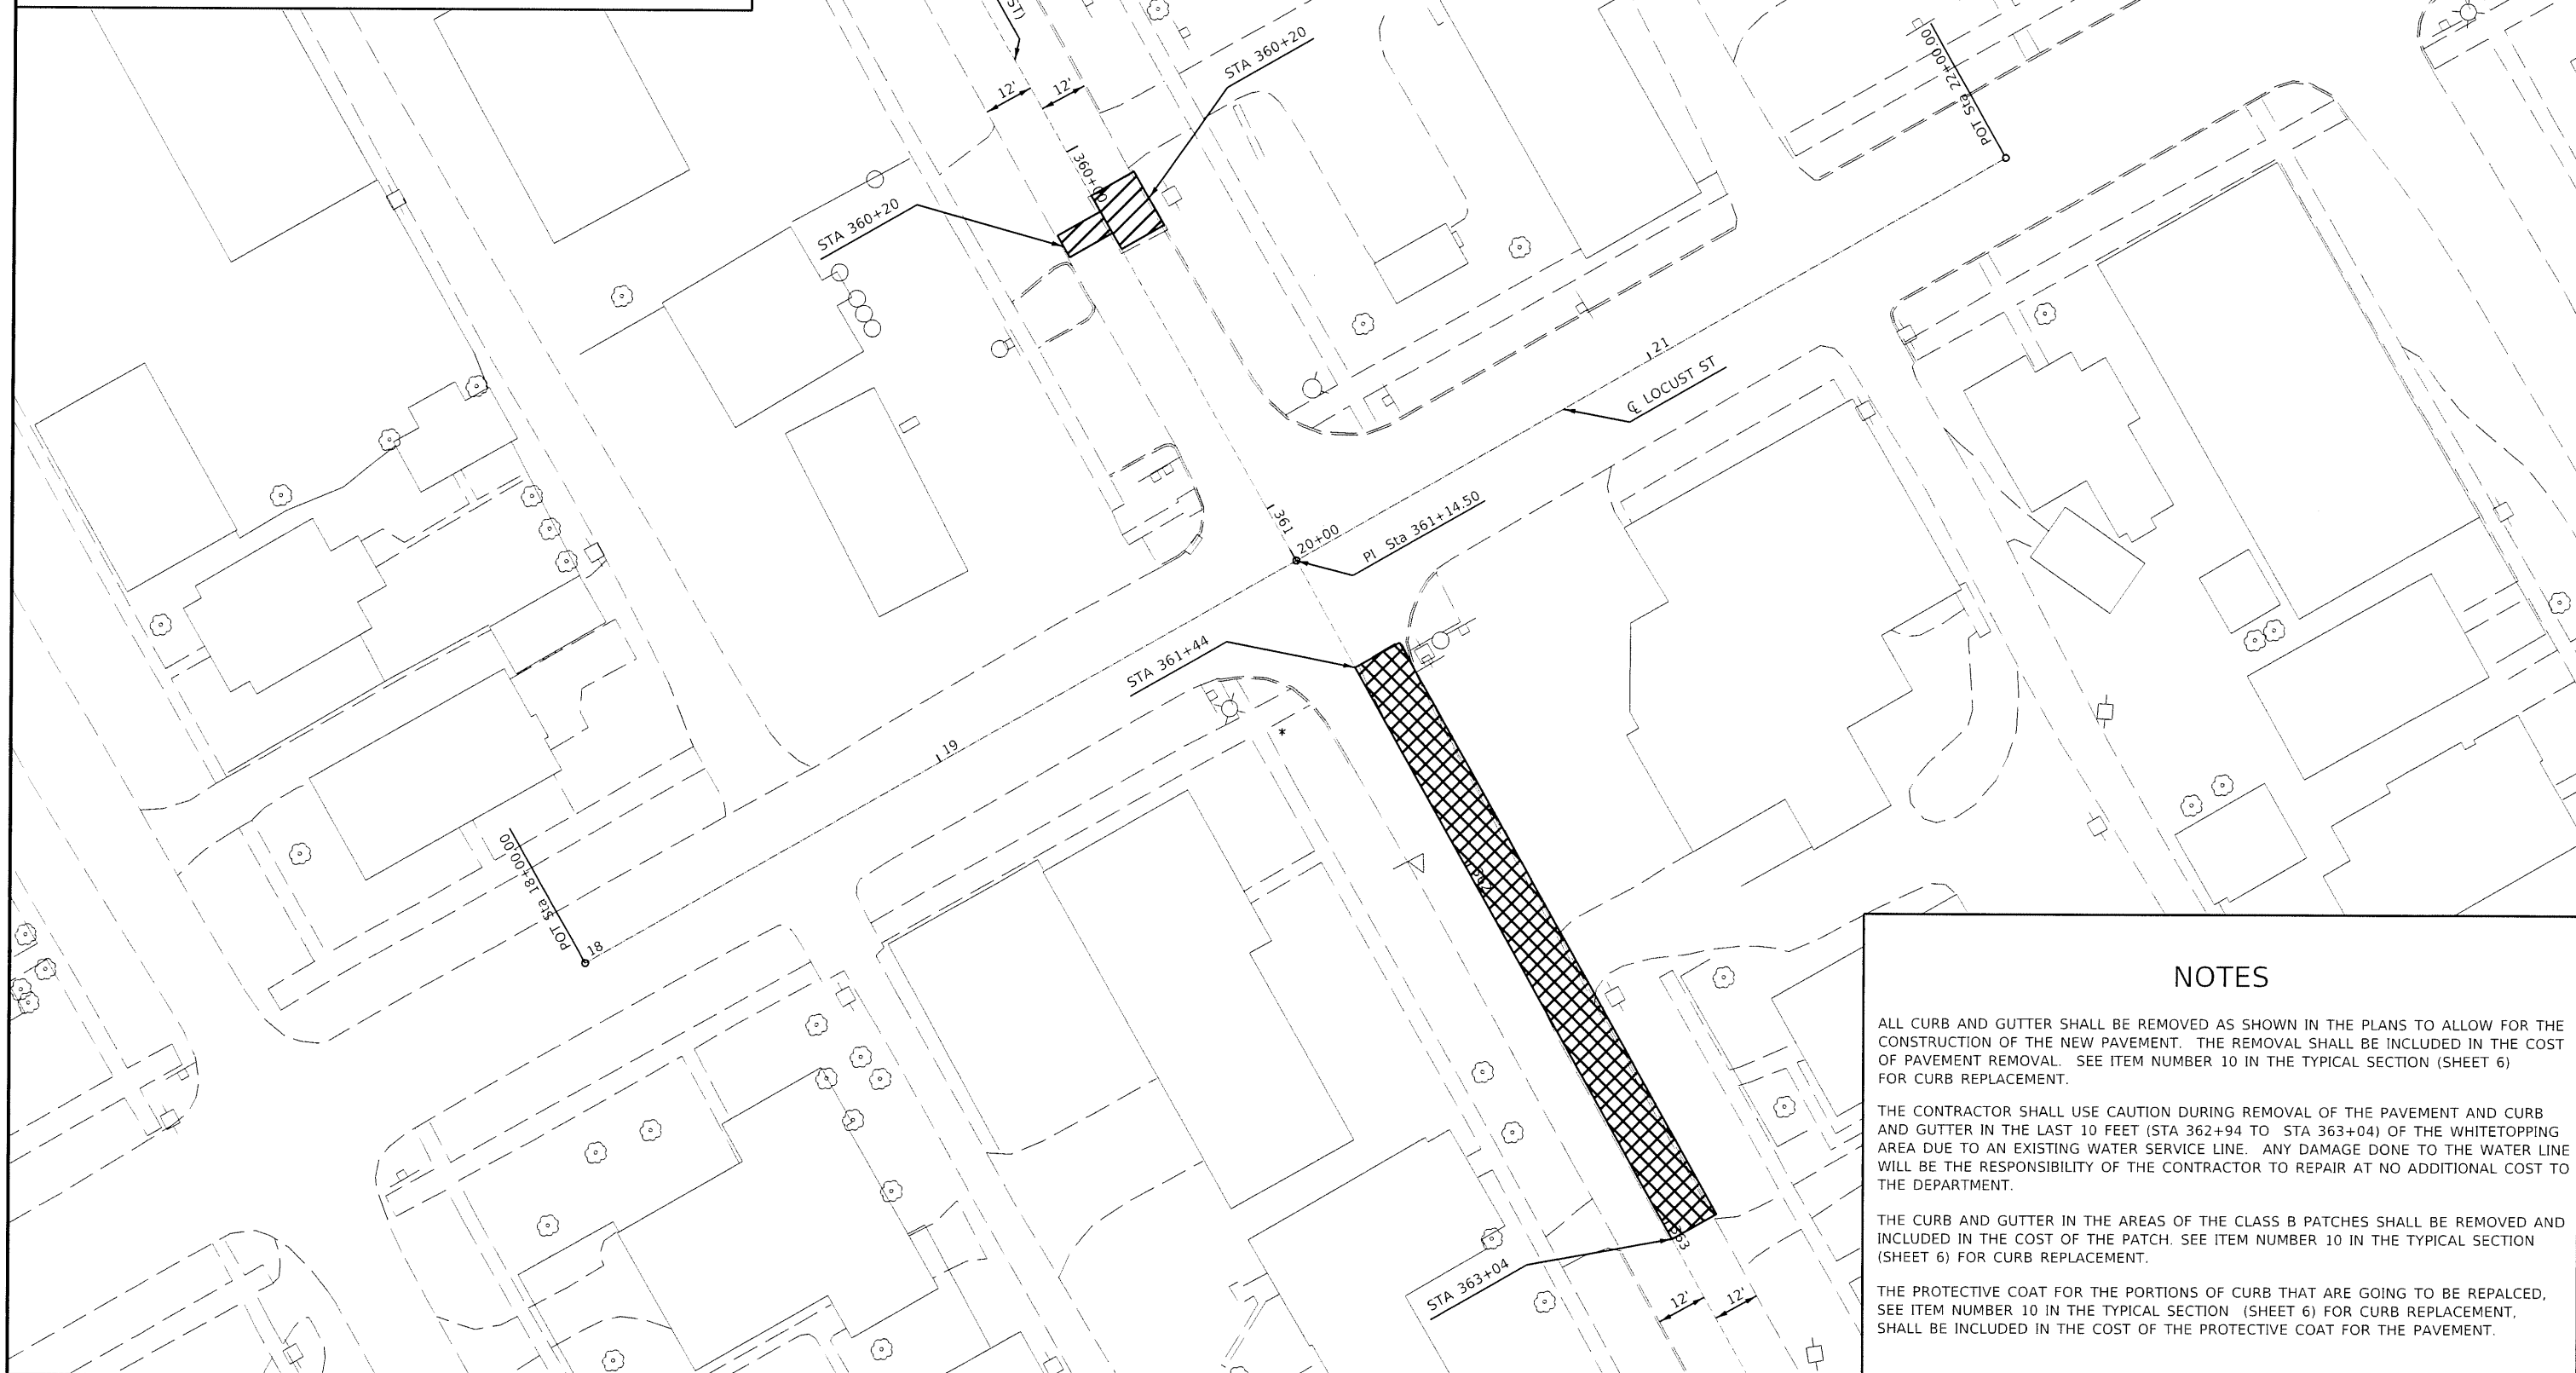 ST)
12'
12'
STA 360+20
360+00
STA 360+20
POT Sta 22+00.00
21
℄ LOCUST ST
361
20+00
PI Sta 361+14.50
STA 361+44
19
POT Sta 18+00.00
18
362
STA 363+04
363
12'
12'
NOTES
ALL CURB AND GUTTER SHALL BE REMOVED AS SHOWN IN THE PLANS TO ALLOW FOR THE
CONSTRUCTION OF THE NEW PAVEMENT. THE REMOVAL SHALL BE INCLUDED IN THE COST
OF PAVEMENT REMOVAL. SEE ITEM NUMBER 10 IN THE TYPICAL SECTION (SHEET 6)
FOR CURB REPLACEMENT.
THE CONTRACTOR SHALL USE CAUTION DURING REMOVAL OF THE PAVEMENT AND CURB
AND GUTTER IN THE LAST 10 FEET (STA 362+94 TO STA 363+04) OF THE WHITETOPPING
AREA DUE TO AN EXISTING WATER SERVICE LINE. ANY DAMAGE DONE TO THE WATER LINE
WILL BE THE RESPONSIBILITY OF THE CONTRACTOR TO REPAIR AT NO ADDITIONAL COST TO
THE DEPARTMENT.
THE CURB AND GUTTER IN THE AREAS OF THE CLASS B PATCHES SHALL BE REMOVED AND
INCLUDED IN THE COST OF THE PATCH. SEE ITEM NUMBER 10 IN THE TYPICAL SECTION
(SHEET 6) FOR CURB REPLACEMENT.
THE PROTECTIVE COAT FOR THE PORTIONS OF CURB THAT ARE GOING TO BE REPALCED,
SEE ITEM NUMBER 10 IN THE TYPICAL SECTION (SHEET 6) FOR CURB REPLACEMENT,
SHALL BE INCLUDED IN THE COST OF THE PROTECTIVE COAT FOR THE PAVEMENT.